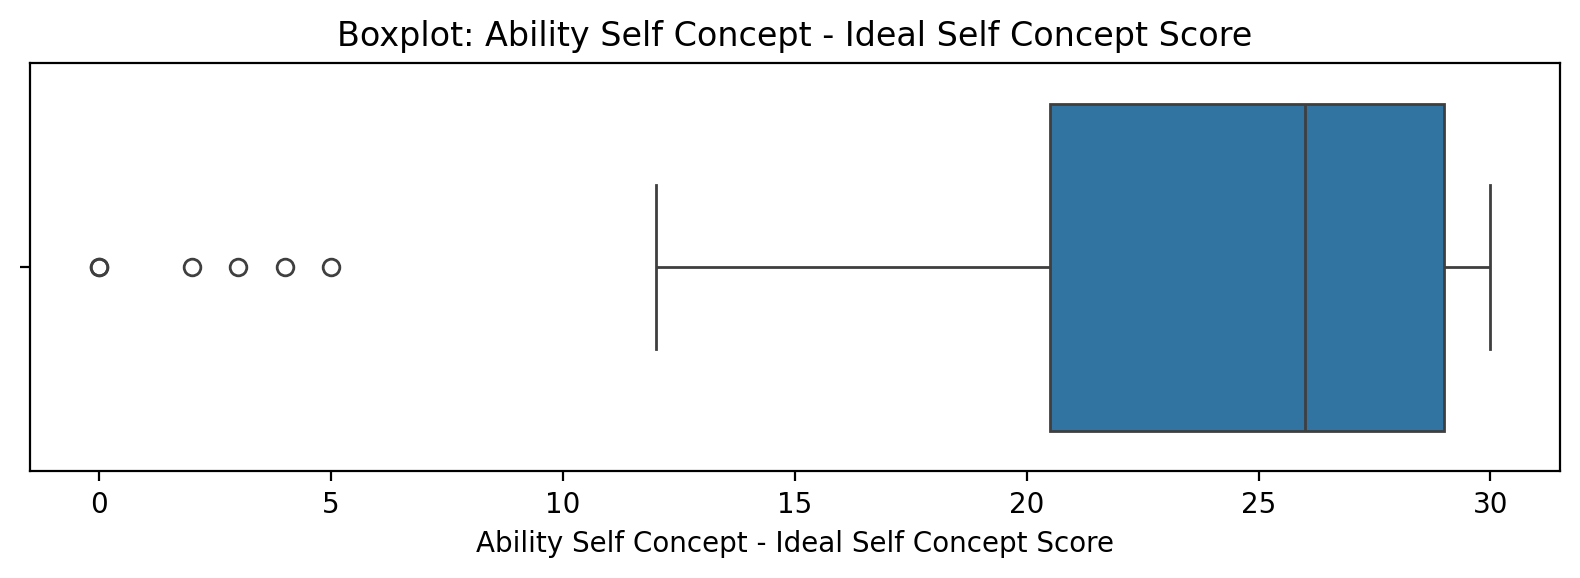 Boxplot: Ability Self Concept - Ideal Self Concept Score
0 5 10 15 20 25 30
Ability Self Concept - Ideal Self Concept Score